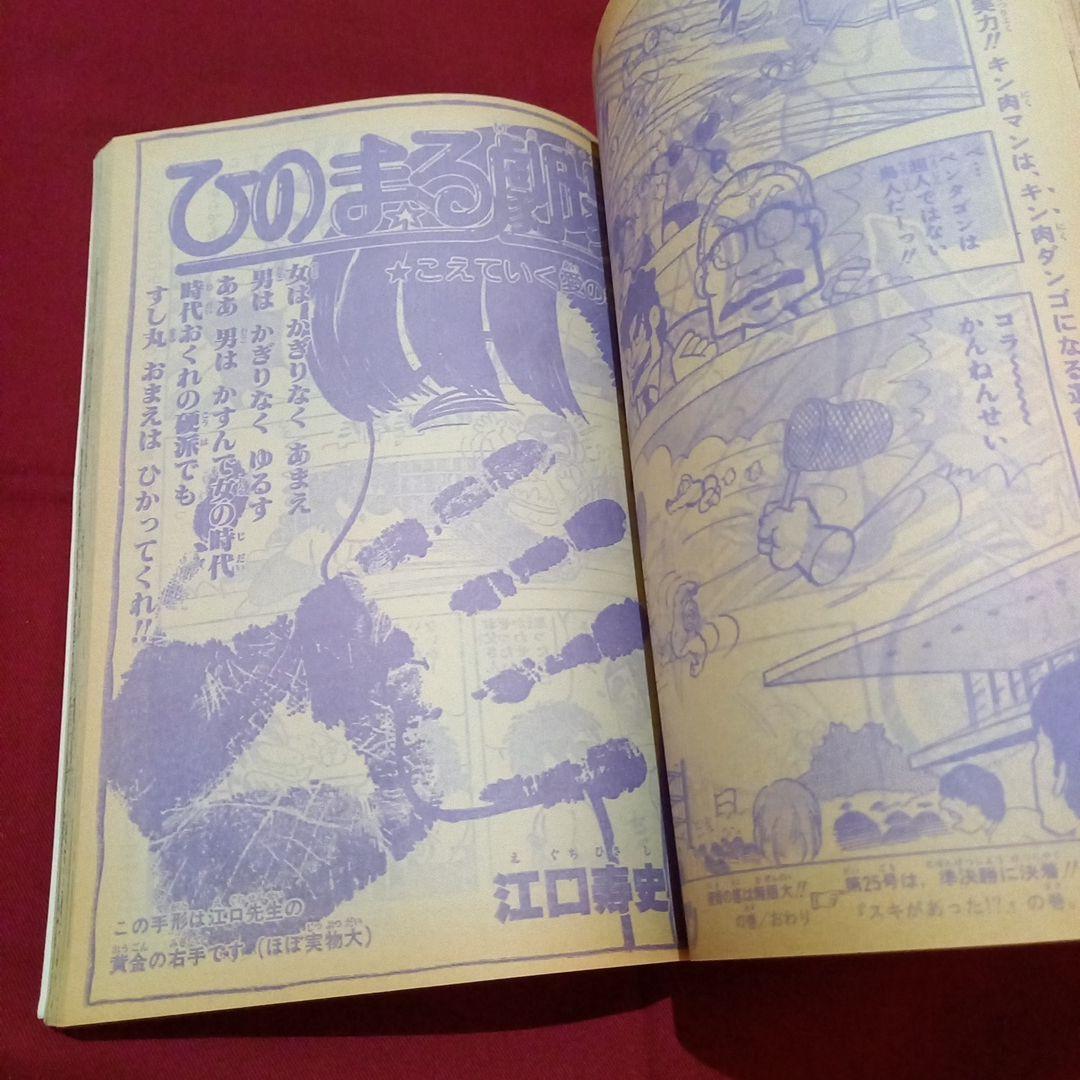 実力!!キン肉マンは、キン肉ダンゴになる
ペ…
ペンタゴンは
超人ではない
鳥人だーっ!!
コラ〜〜〜
かんねんせい
第25号は、準決勝に決着!!
『スキがあった!?』の巻。
の巻/おわり
ひのまる劇場
★こえていく愛の
女は かぎりなく あまえ
男は かぎりなく ゆるす
ああ 男は かすんで女の時代
時代おくれの硬派でも
すし丸 おまえは ひかってくれ!!
えぐちひさし
江口寿史
この手形は江口先生の
黄金の右手です(ほぼ実物大)